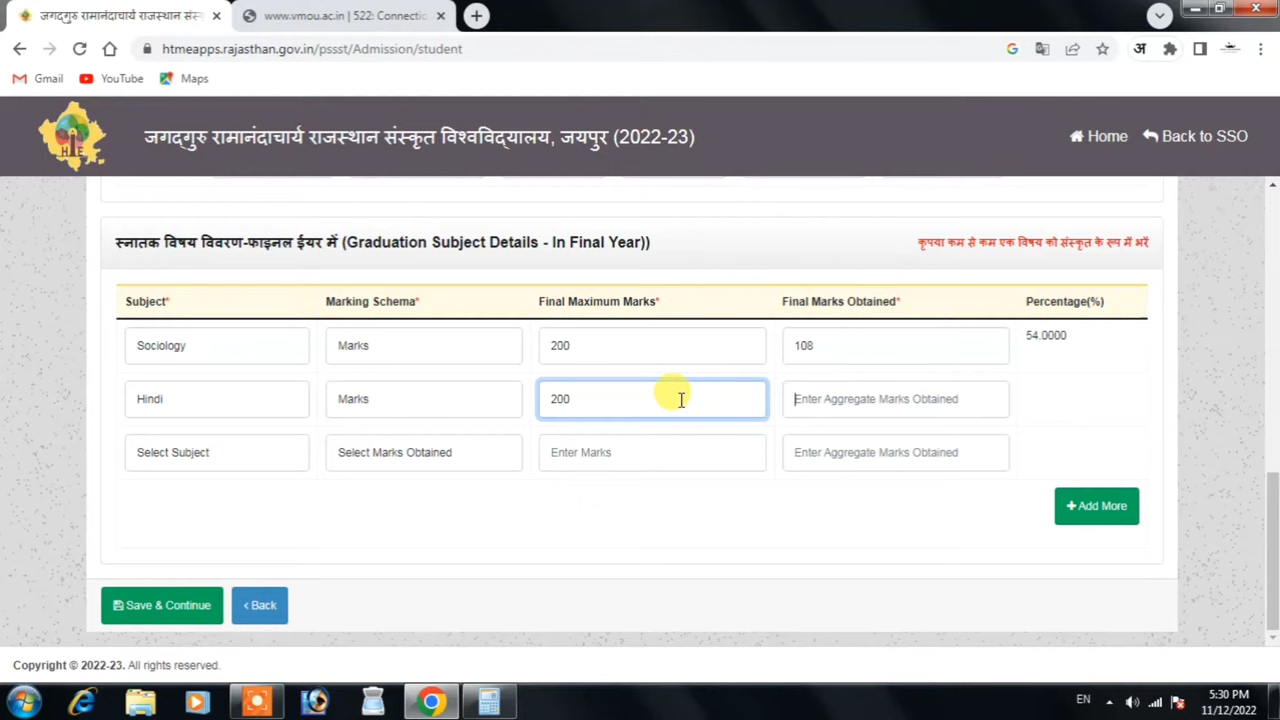 जगद्गुरु रामानंदाचार्य राजस्थान संस्
www.vmou.ac.in | 522: Connectio
htmeapps.rajasthan.gov.in/pssst/Admission/student
अ
Gmail YouTube Maps
HTE
जगद्गुरु रामानंदाचार्य राजस्थान संस्कृत विश्वविद्यालय, जयपुर (2022-23)
Home Back to SSO
स्नातक विषय विवरण-फाइनल ईयर में (Graduation Subject Details - In Final Year))
कृपया कम से कम एक विषय को संस्कृत के रूप में भरें
Subject* Marking Schema* Final Maximum Marks* Final Marks Obtained* Percentage(%)
Sociology Marks 200 108 54.0000
Hindi Marks 200 Enter Aggregate Marks Obtained
Select Subject Select Marks Obtained Enter Marks Enter Aggregate Marks Obtained
+ Add More
Save & Continue < Back
Copyright © 2022-23. All rights reserved.
EN 5:30 PM
11/12/2022